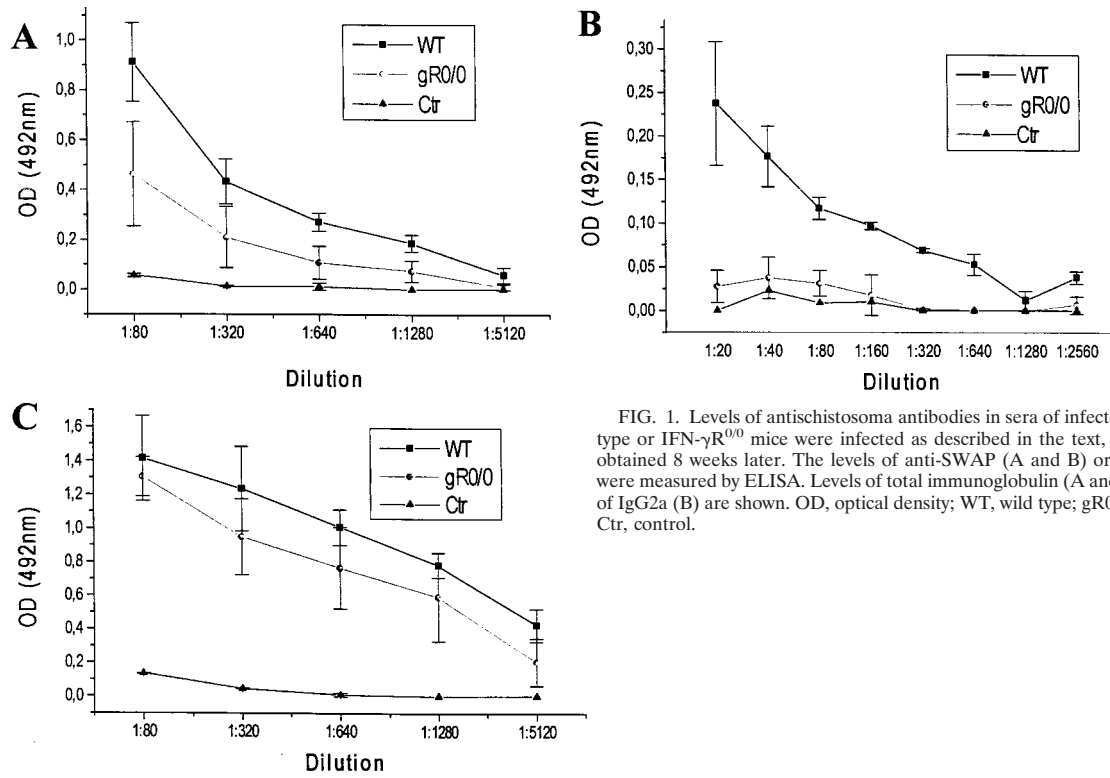 A
1,0
0,8
0,6
0,4
0,2
0,0
OD (492nm)
WT
gR0/0
Ctr
1:80
1:320
1:640
1:1280
1:5120
Dilution
B
0,35
0,30
0,25
0,20
0,15
0,10
0,05
0,00
OD (492nm)
WT
gR0/0
Ctr
1:20
1:40
1:80
1:160
1:320
1:640
1:1280
1:2560
Dilution
C
1,6
1,4
1,2
1,0
0,8
0,6
0,4
0,2
0,0
OD (492nm)
WT
gR0/0
Ctr
1:80
1:320
1:640
1:1280
1:5120
Dilution
FIG. 1. Levels of antischistosoma antibodies in sera of infect
type or IFN-γR0/0 mice were infected as described in the text,
obtained 8 weeks later. The levels of anti-SWAP (A and B) or
were measured by ELISA. Levels of total immunoglobulin (A and
of IgG2a (B) are shown. OD, optical density; WT, wild type; gR0
Ctr, control.